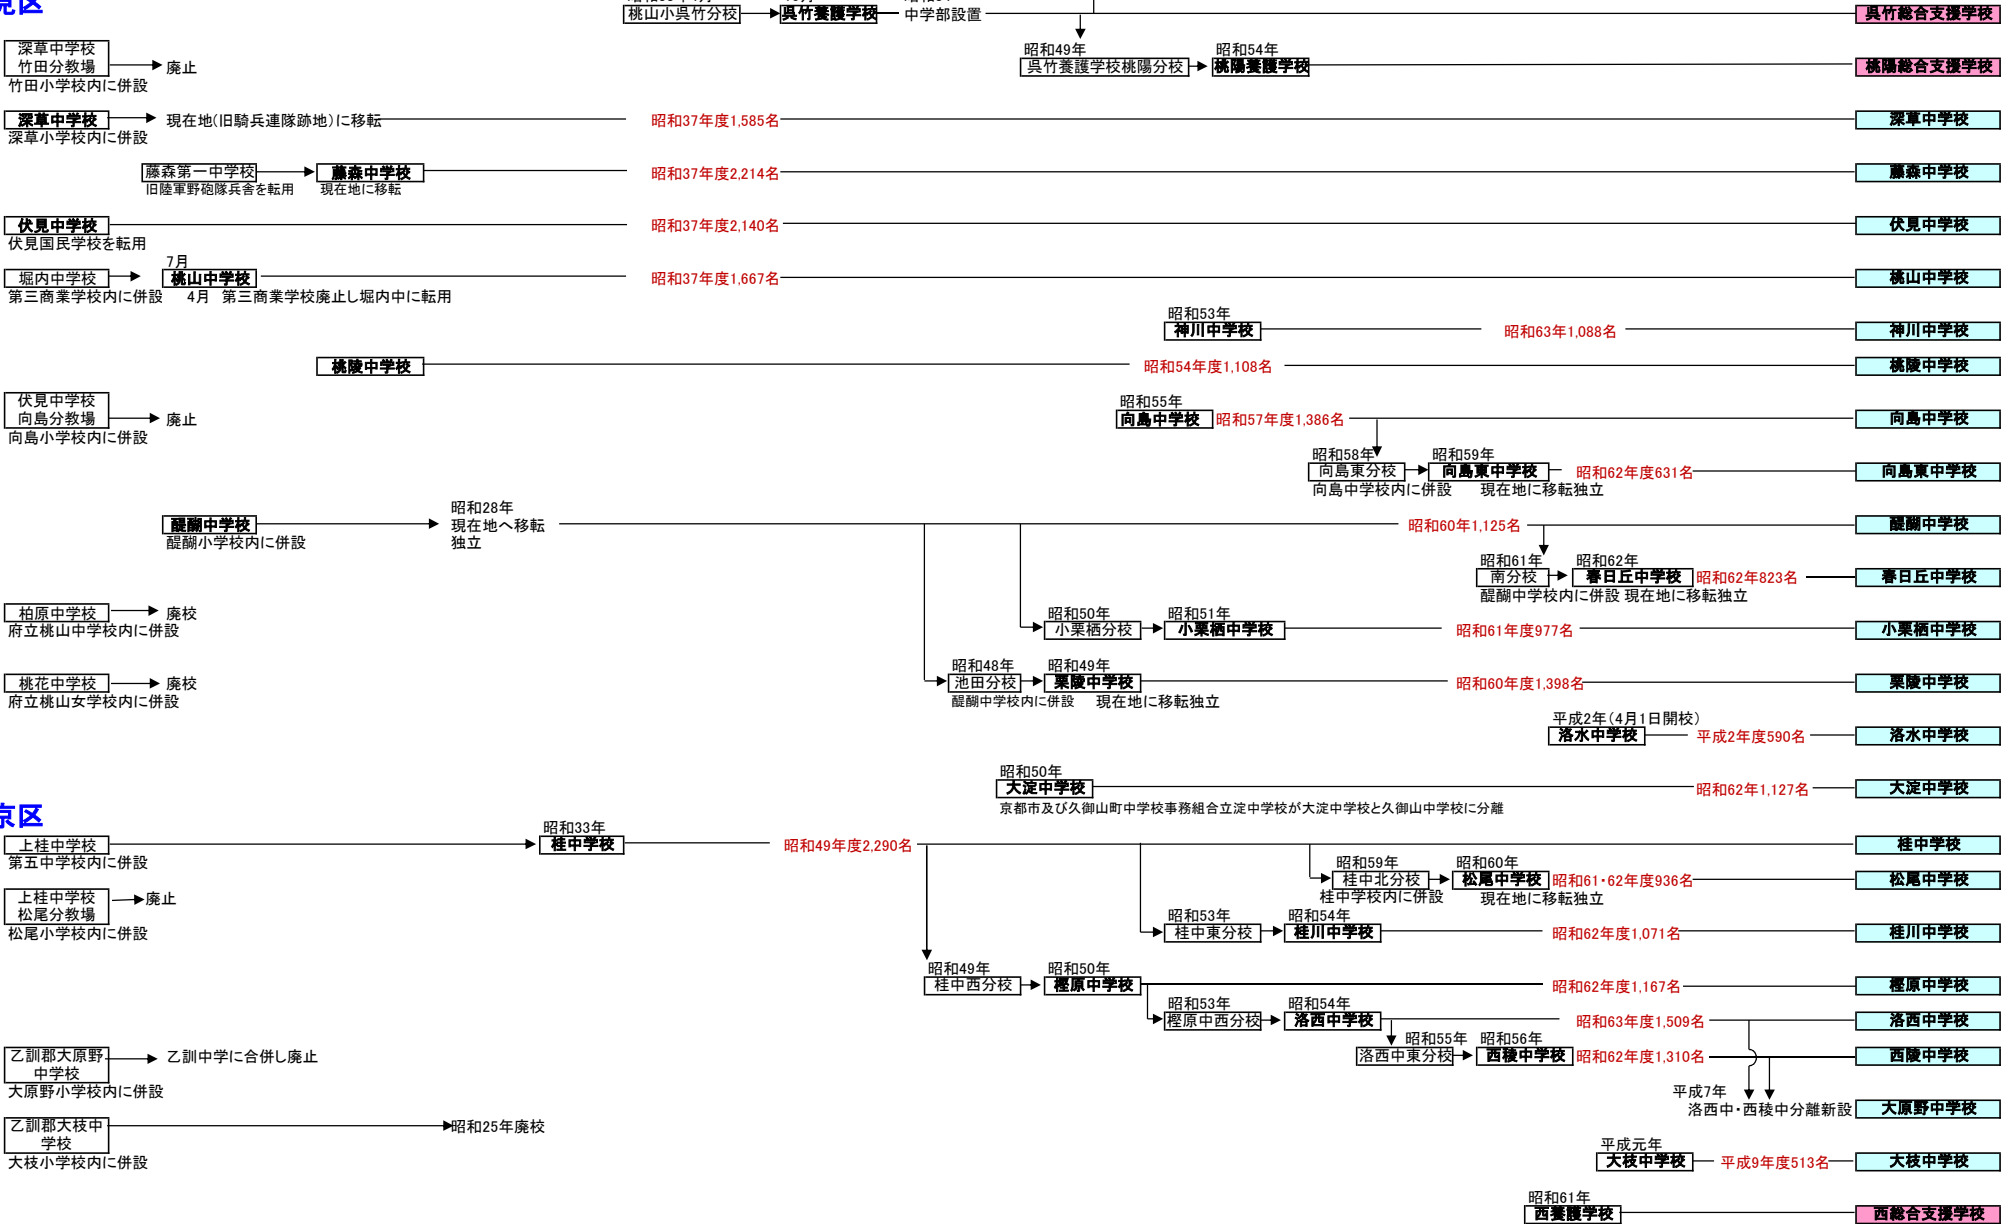 見区
桃山小呉竹分校
呉竹養護学校
中学部設置
呉竹総合支援学校
深草中学校
竹田分教場
廃止
竹田小学校内に併設
昭和49年
呉竹養護学校桃陽分校
昭和54年
桃陽養護学校
桃陽総合支援学校
深草中学校
現在地(旧騎兵連隊跡地)に移転
昭和37年度1,585名
深草中学校
深草小学校内に併設
藤森第一中学校
藤森中学校
昭和37年度2,214名
藤森中学校
旧陸軍野砲隊兵舎を転用
現在地に移転
伏見中学校
昭和37年度2,140名
伏見中学校
伏見国民学校を転用
7月
堀内中学校
桃山中学校
昭和37年度1,667名
桃山中学校
第三商業学校内に併設
4月 第三商業学校廃止し堀内中に転用
昭和53年
神川中学校
昭和63年1,088名
神川中学校
桃陵中学校
昭和54年度1,108名
桃陵中学校
伏見中学校
向島分教場
廃止
向島小学校内に併設
昭和55年
向島中学校
昭和57年度1,386名
向島中学校
昭和58年
向島東分校
昭和59年
向島東中学校
昭和62年度631名
向島東中学校
向島中学校内に併設
現在地に移転独立
醍醐中学校
醍醐小学校内に併設
昭和28年
現在地へ移転
独立
昭和60年1,125名
醍醐中学校
昭和61年
南分校
昭和62年
春日丘中学校
昭和62年823名
春日丘中学校
醍醐中学校内に併設
現在地に移転独立
柏原中学校
廃校
府立桃山中学校内に併設
昭和50年
小栗栖分校
昭和51年
小栗栖中学校
昭和61年度977名
小栗栖中学校
桃花中学校
廃校
府立桃山女学校内に併設
昭和48年
池田分校
昭和49年
栗陵中学校
昭和60年度1,398名
栗陵中学校
醍醐中学校内に併設
現在地に移転独立
平成2年(4月1日開校)
洛水中学校
平成2年度590名
洛水中学校
昭和50年
大淀中学校
昭和62年1,127名
大淀中学校
京都市及び久御山町中学校事務組合立淀中学校が大淀中学校と久御山中学校に分離
京区
上桂中学校
第五中学校内に併設
昭和33年
桂中学校
昭和49年度2,290名
桂中学校
上桂中学校
松尾分教場
廃止
松尾小学校内に併設
昭和59年
桂中北分校
昭和60年
松尾中学校
昭和61・62年度936名
松尾中学校
桂中学校内に併設
現在地に移転独立
昭和53年
桂中東分校
昭和54年
桂川中学校
昭和62年度1,071名
桂川中学校
昭和49年
桂中西分校
昭和50年
樫原中学校
昭和62年度1,167名
樫原中学校
昭和53年
樫原中西分校
昭和54年
洛西中学校
昭和63年度1,509名
洛西中学校
昭和55年
洛西中東分校
昭和56年
西稜中学校
昭和62年度1,310名
西陵中学校
乙訓郡大原野
中学校
乙訓中学に合併し廃止
大原野小学校内に併設
平成7年
洛西中・西稜中分離新設
大原野中学校
乙訓郡大枝中
学校
昭和25年廃校
大枝小学校内に併設
平成元年
大枝中学校
平成9年度513名
大枝中学校
昭和61年
西養護学校
西総合支援学校